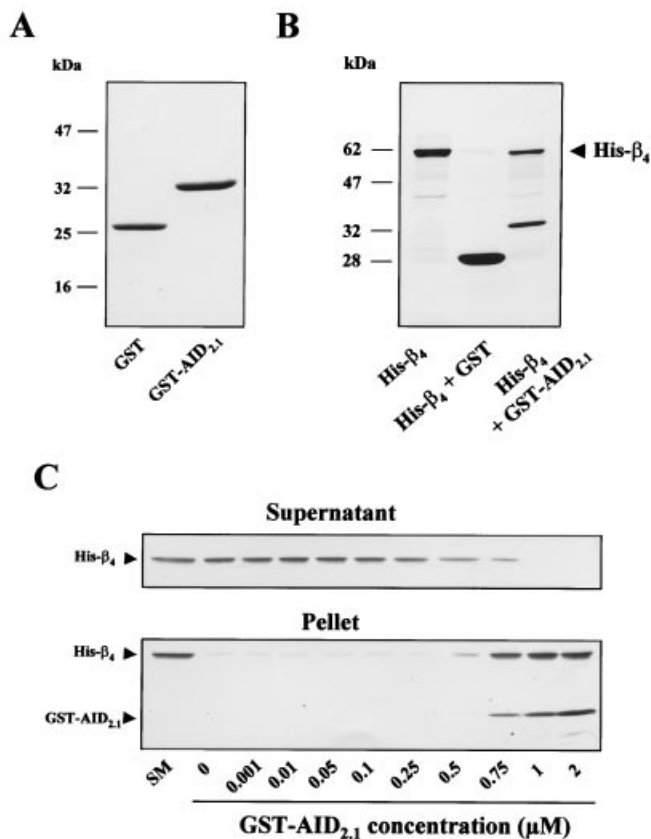 A
kDa
47
32
25
16
GST
GST-AID2.1
B
kDa
62
47
32
28
His-β4
His-β4
His-β4 + GST
His-β4
+ GST-AID2.1
C
Supernatant
His-β4
Pellet
His-β4
GST-AID2.1
SM 0 0.001 0.01 0.05 0.1 0.25 0.5 0.75 1 2
GST-AID2.1 concentration (μM)